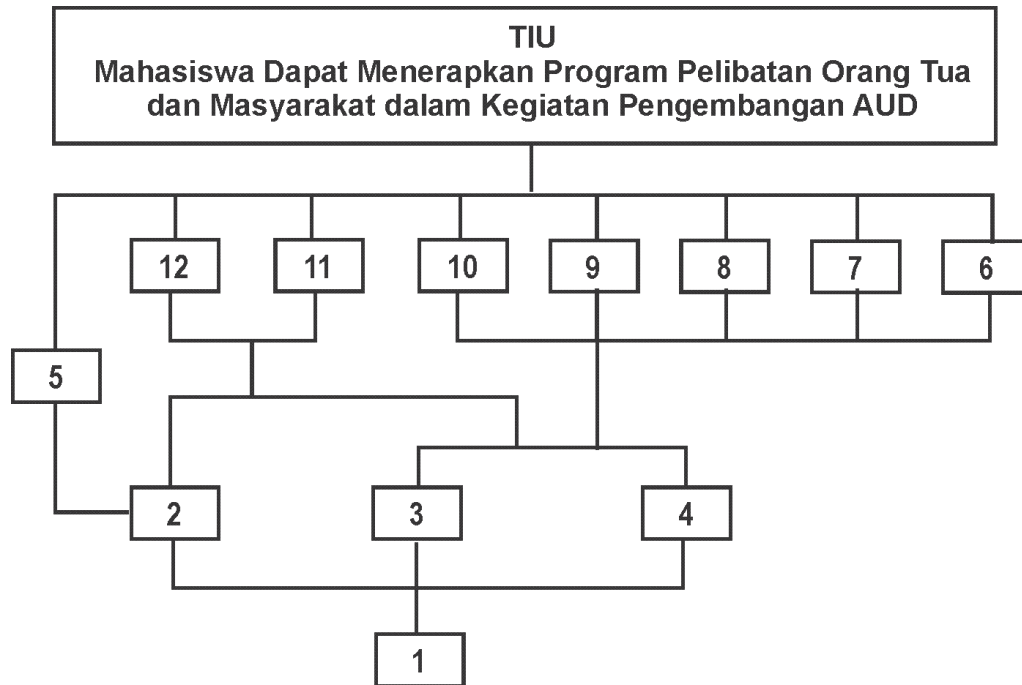 TIU
Mahasiswa Dapat Menerapkan Program Pelibatan Orang Tua
dan Masyarakat dalam Kegiatan Pengembangan AUD
12 11 10 9 8 7 6
5
2 3 4
1